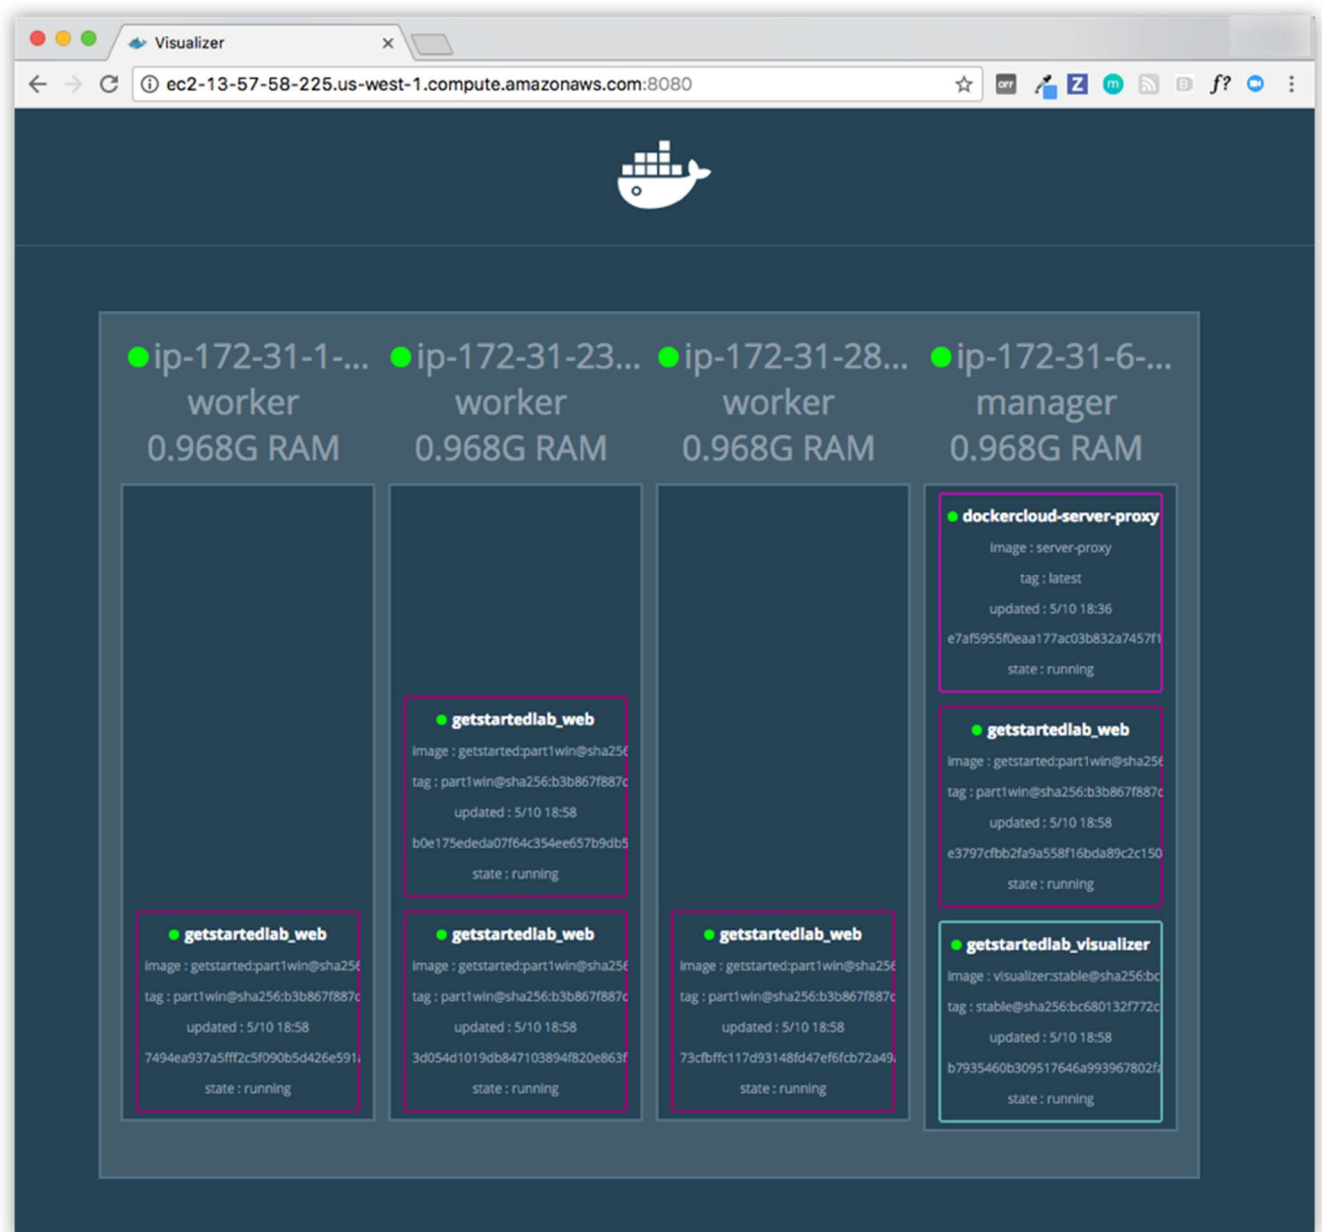 Visualizer
ec2-13-57-58-225.us-west-1.compute.amazonaws.com:8080
OFF
Z
m
B
f?
ip-172-31-1-...
worker
0.968G RAM
getstartedlab_web
image : getstarted:part1win@sha256
tag : part1win@sha256:b3b867f887c
updated : 5/10 18:58
7494ea937a5fff2c5f090b5d426e591
state : running
ip-172-31-23...
worker
0.968G RAM
getstartedlab_web
image : getstarted:part1win@sha256
tag : part1win@sha256:b3b867f887c
updated : 5/10 18:58
b0e175ededa07f64c354ee657b9db5
state : running
getstartedlab_web
image : getstarted:part1win@sha256
tag : part1win@sha256:b3b867f887c
updated : 5/10 18:58
3d054d1019db847103894f820e863f
state : running
ip-172-31-28...
worker
0.968G RAM
getstartedlab_web
image : getstarted:part1win@sha256
tag : part1win@sha256:b3b867f887c
updated : 5/10 18:58
73cfbffc117d93148fd47ef6fcb72a49
state : running
ip-172-31-6-...
manager
0.968G RAM
dockercloud-server-proxy
image : server-proxy
tag : latest
updated : 5/10 18:36
e7af5955f0eaa177ac03b832a7457f1
state : running
getstartedlab_web
image : getstarted:part1win@sha256
tag : part1win@sha256:b3b867f887c
updated : 5/10 18:58
e3797cfbb2fa9a558f16bda89c2c150
state : running
getstartedlab_visualizer
image : visualizer:stable@sha256:bc
tag : stable@sha256:bc680132f772c
updated : 5/10 18:58
b7935460b309517646a993967802f
state : running